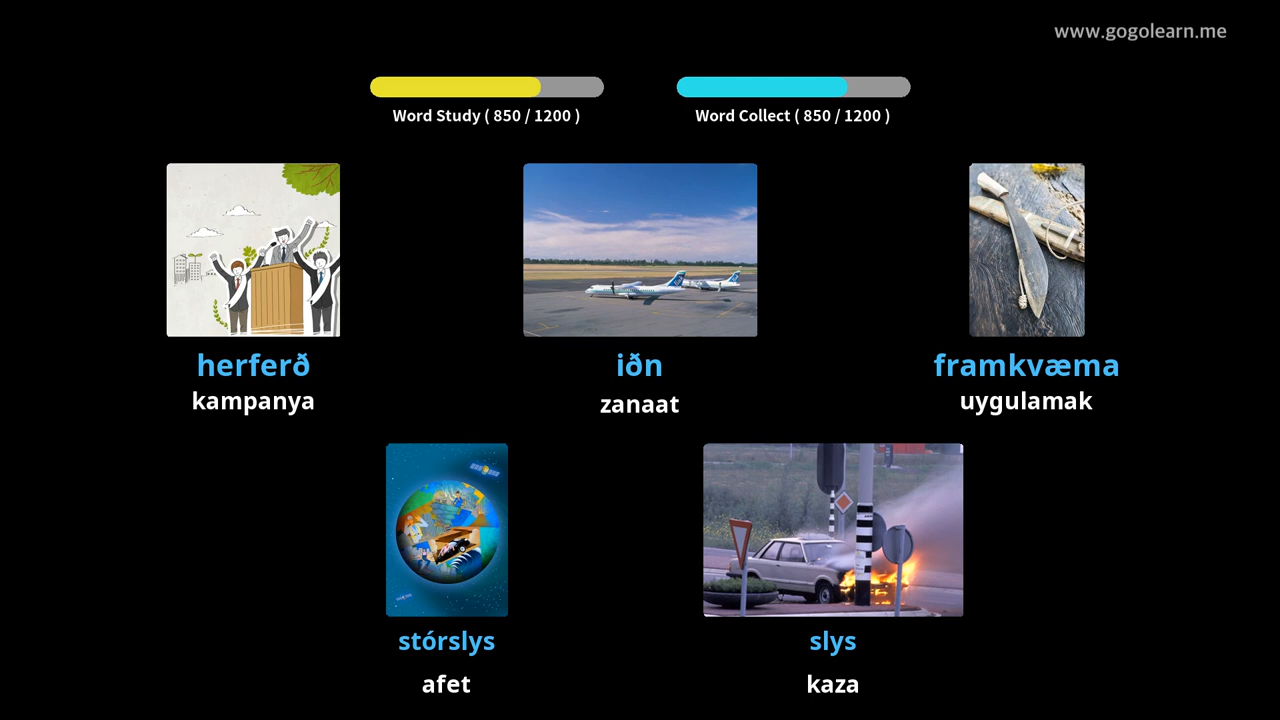 www.gogolearn.me
Word Study ( 850 / 1200 )
Word Collect ( 850 / 1200 )
herferð
kampanya
iðn
zanaat
framkvæma
uygulamak
stórslys
afet
slys
kaza